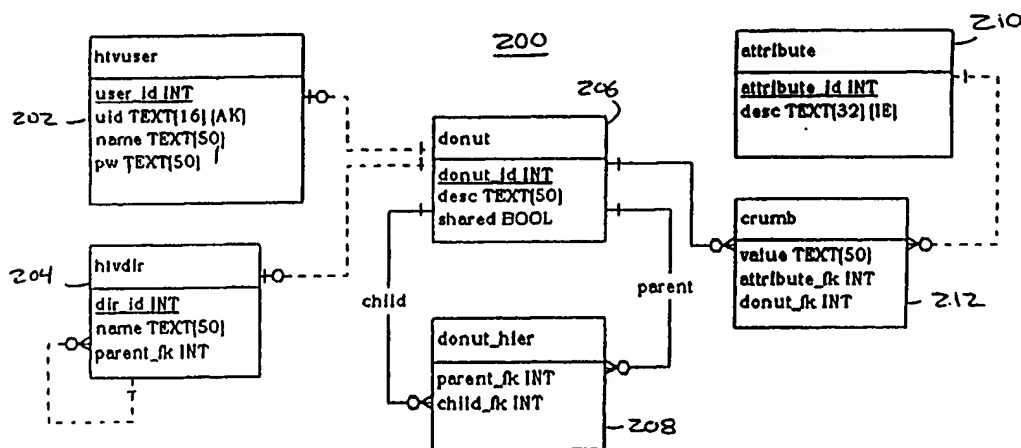 200
htvuser
user_id INT
uid TEXT[16] [AK]
name TEXT[50]
pw TEXT[50]
202
htvdir
dir_id INT
name TEXT[50]
parent_fk INT
204
donut
donut_id INT
desc TEXT[50]
shared BOOL
206
child
parent
donut_hier
parent_fk INT
child_fk INT
208
attribute
attribute_id INT
desc TEXT[32] [IE]
210
crumb
value TEXT[50]
attribute_fk INT
donut_fk INT
212